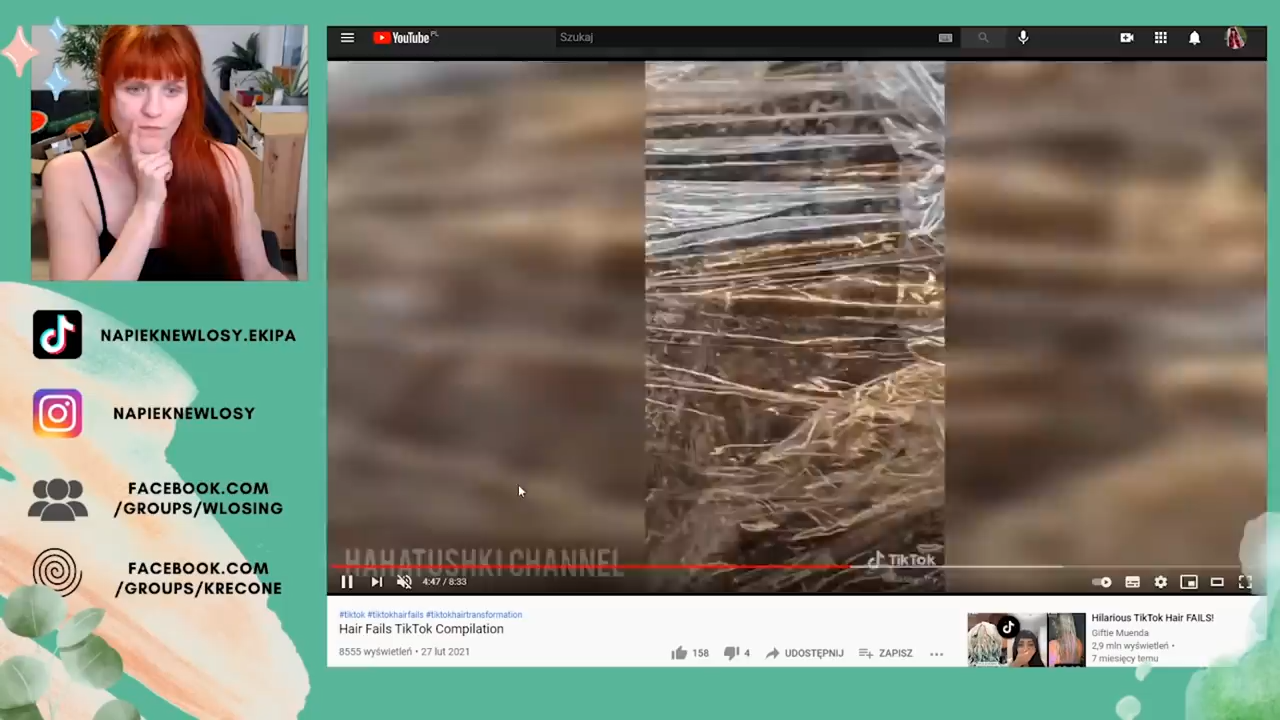 YouTube PL
Szukaj
NAPIEKNEWLOSY.EKIPA
NAPIEKNEWLOSY
FACEBOOK.COM
/GROUPS/WLOSING
FACEBOOK.COM
/GROUPS/KRECONE
HAHATUSHKI CHANNEL
TikTok
4:47 / 8:33
#tiktok #tiktokhairfails #tiktokhairtransformation
Hair Fails TikTok Compilation
8555 wyświetleń • 27 lut 2021
158
4
UDOSTĘPNIJ
ZAPISZ
Hilarious TikTok Hair FAILS!
Giftie Muenda
2,9 mln wyświetleń •
7 miesięcy temu